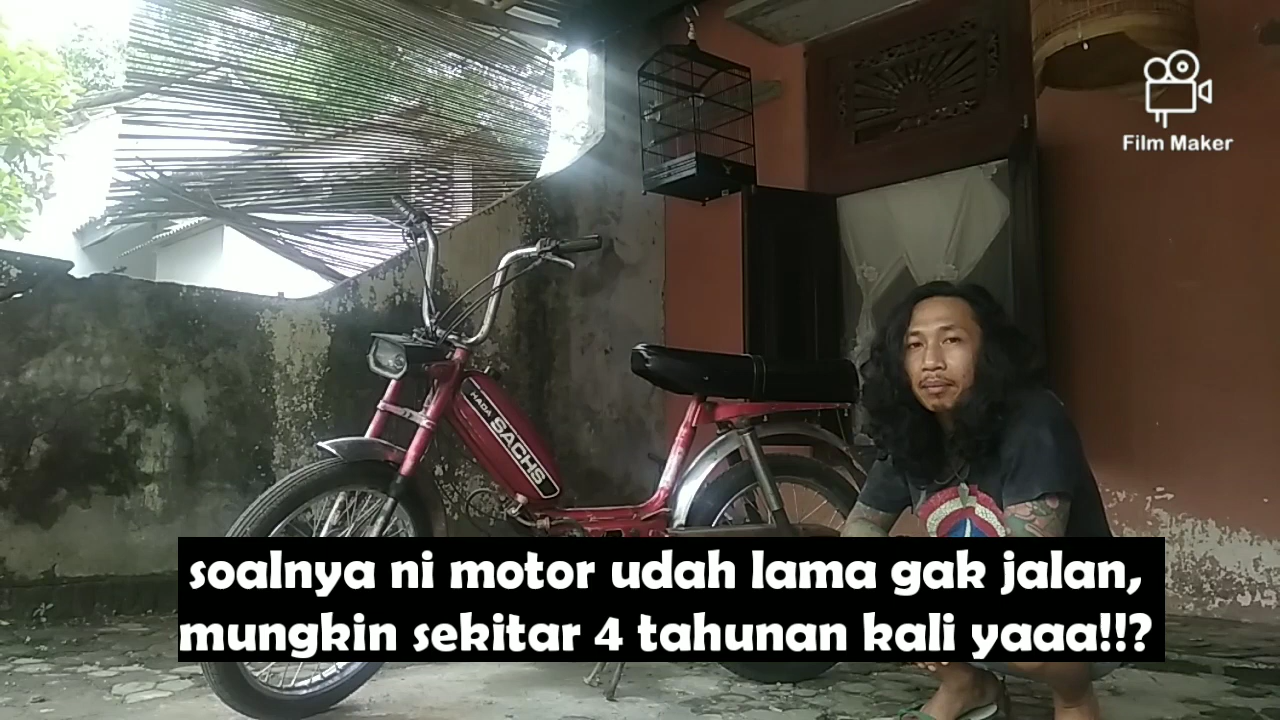 Film Maker
HADA
SACHS
soalnya ni motor udah lama gak jalan,
mungkin sekitar 4 tahunan kali yaaa!!?